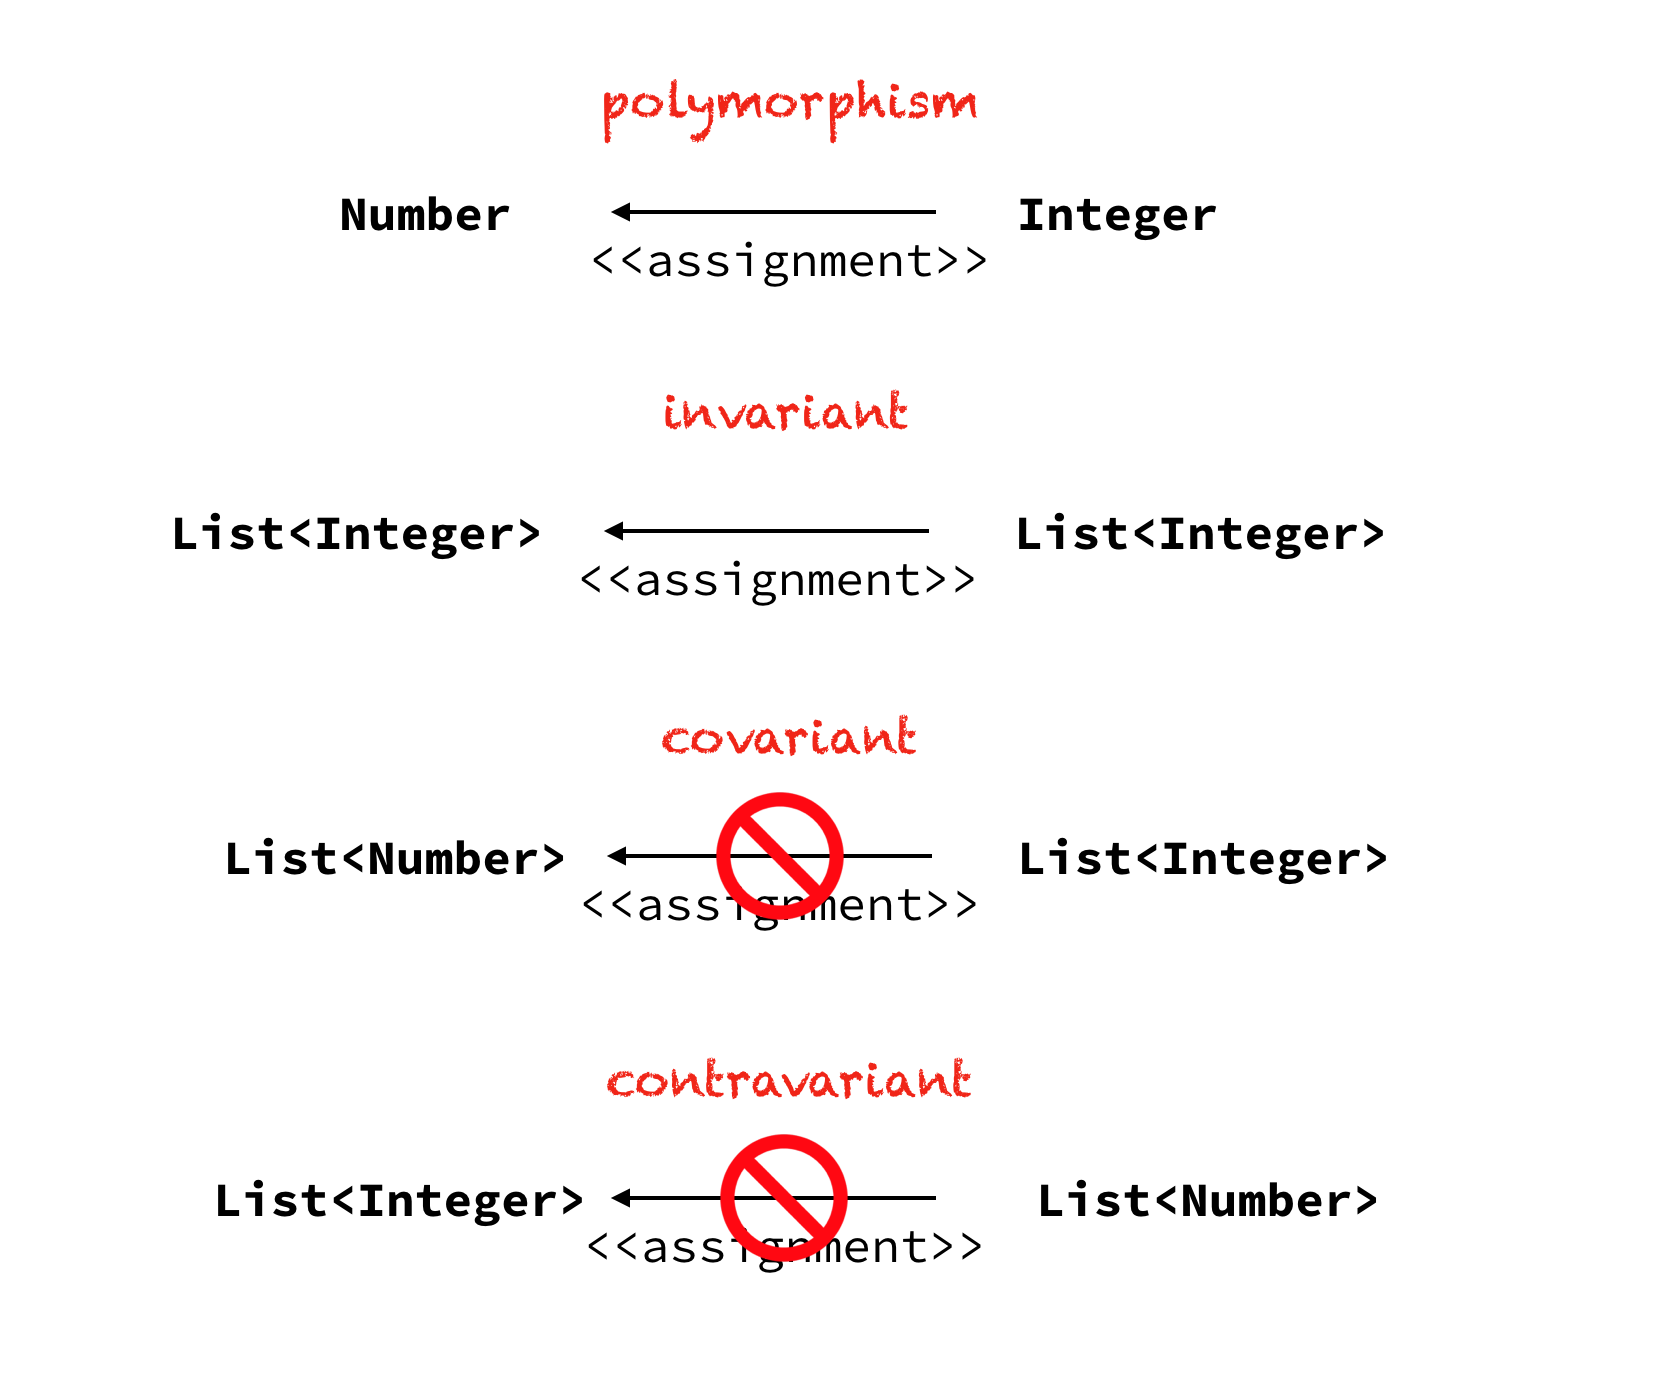 polymorphism
Number Integer
<<assignment>>
invariant
List<Integer> List<Integer>
<<assignment>>
covariant
List<Number> List<Integer>
<<assignment>>
contravariant
List<Integer> List<Number>
<<assignment>>